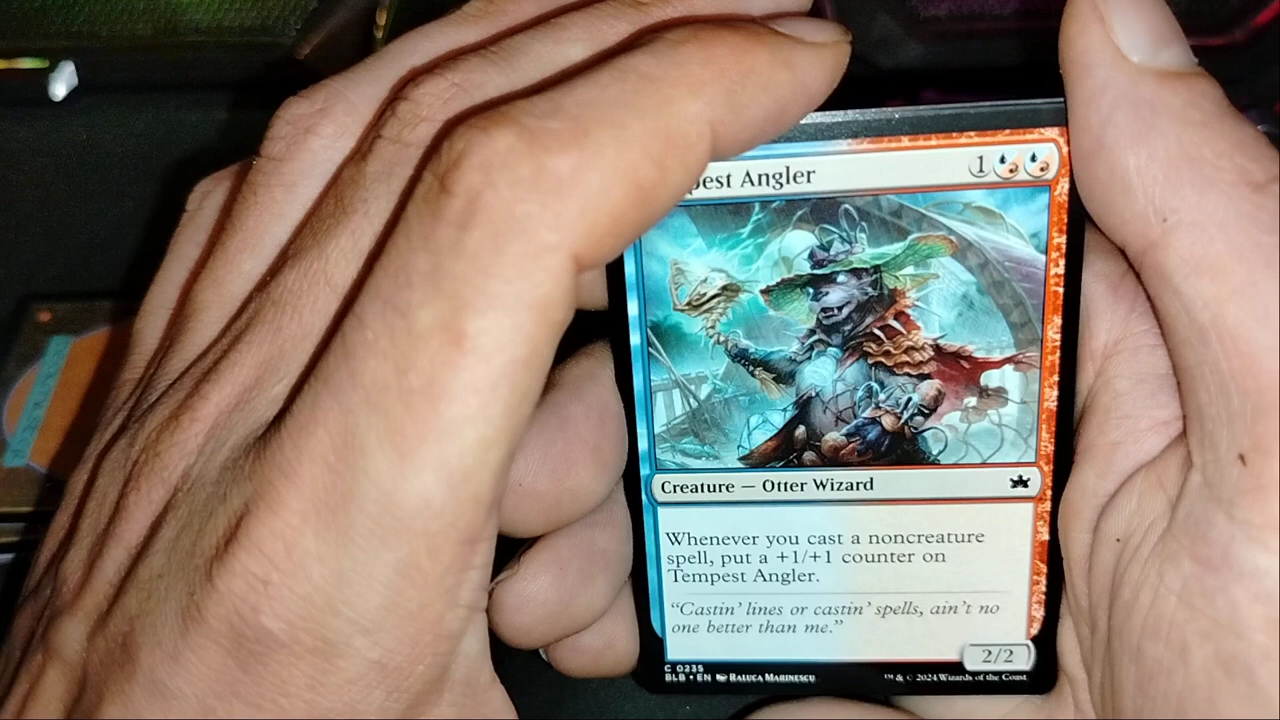 pest Angler 1
Creature — Otter Wizard
Whenever you cast a noncreature
spell, put a +1/+1 counter on
Tempest Angler.
"Castin' lines or castin' spells, ain't no
one better than me."
2/2
C 0235
BLB • EN RALUCA MARINESCU
™ & © 2024 Wizards of the Coast